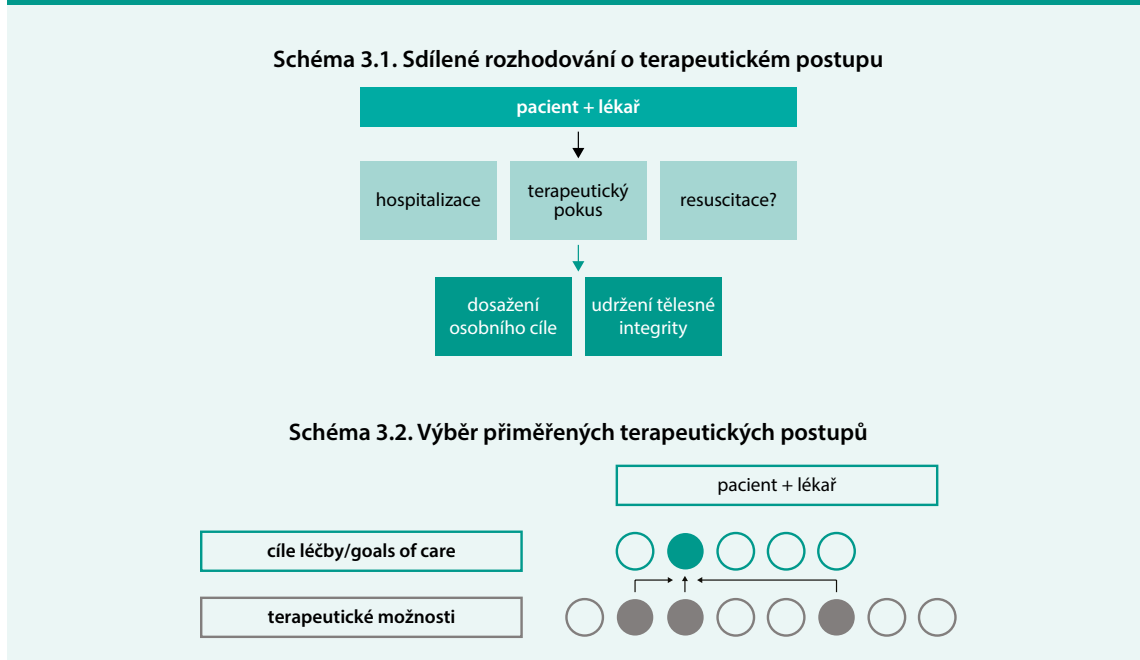 Schéma 3.1. Sdílené rozhodování o terapeutickém postupu
pacient + lékař
hospitalizace
terapeutický
pokus
resuscitace?
dosažení
osobního cíle
udržení tělesné
integrity
Schéma 3.2. Výběr přiměřených terapeutických postupů
pacient + lékař
cíle léčby/goals of care
terapeutické možnosti